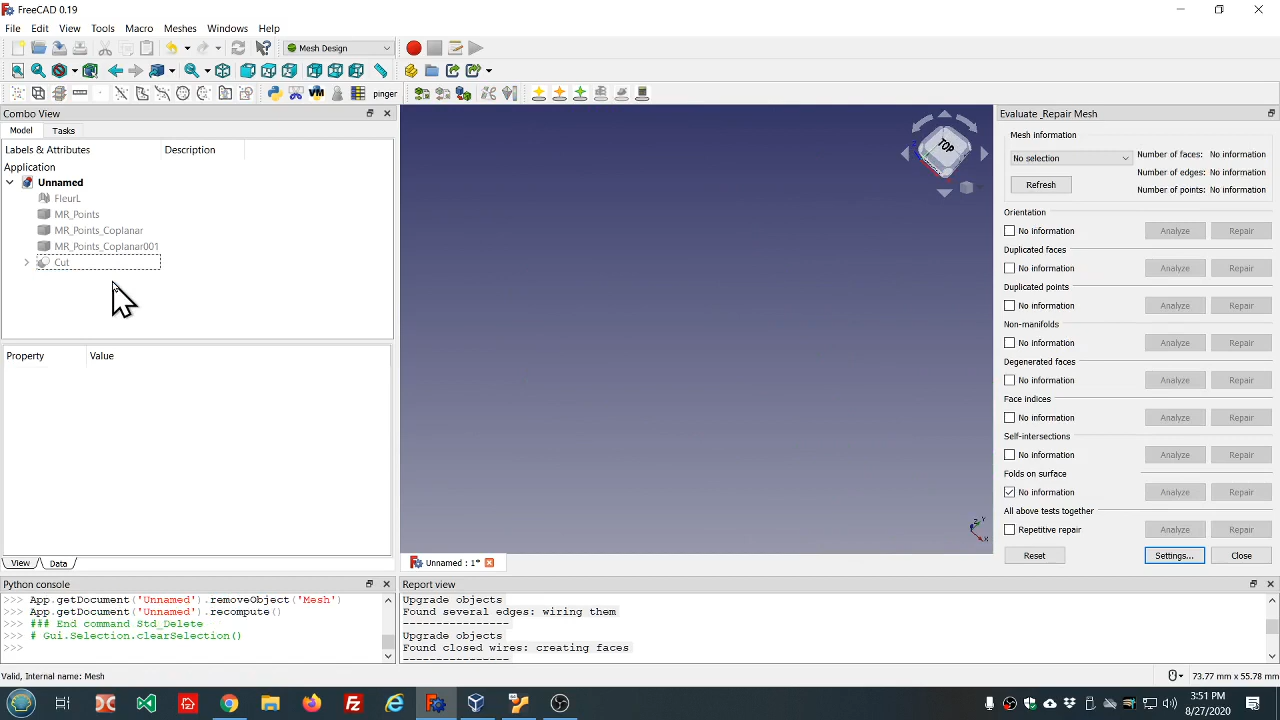 FreeCAD 0.19
File Edit View Tools Macro Meshes Windows Help
Mesh Design
pinger
Combo View
Model Tasks
Labels & Attributes Description
Application
Unnamed
FleurL
MR_Points
MR_Points_Coplanar
MR_Points_Coplanar001
Cut
Property Value
View Data
TOP
Unnamed : 1*
Evaluate _Repair Mesh
Mesh information
No selection
Number of faces: No information
Number of edges: No information
Number of points: No information
Refresh
Orientation
No information Analyze Repair
Duplicated faces
No information Analyze Repair
Duplicated points
No information Analyze Repair
Non-manifolds
No information Analyze Repair
Degenerated faces
No information Analyze Repair
Face indices
No information Analyze Repair
Self-intersections
No information Analyze Repair
Folds on surface
No information Analyze Repair
All above tests together
Repetitive repair Analyze Repair
Reset Settings... Close
Python console
>>> App.getDocument('Unnamed').removeObject('Mesh')
>>> App.getDocument('Unnamed').recompute()
>>> ### End command Std_Delete
>>> # Gui.Selection.clearSelection()
>>>
Report view
Upgrade objects
Found several edges: wiring them
----------------
Upgrade objects
Found closed wires: creating faces
----------------
Valid, Internal name: Mesh
73.77 mm x 55.78 mm
3:51 PM
8/27/2020